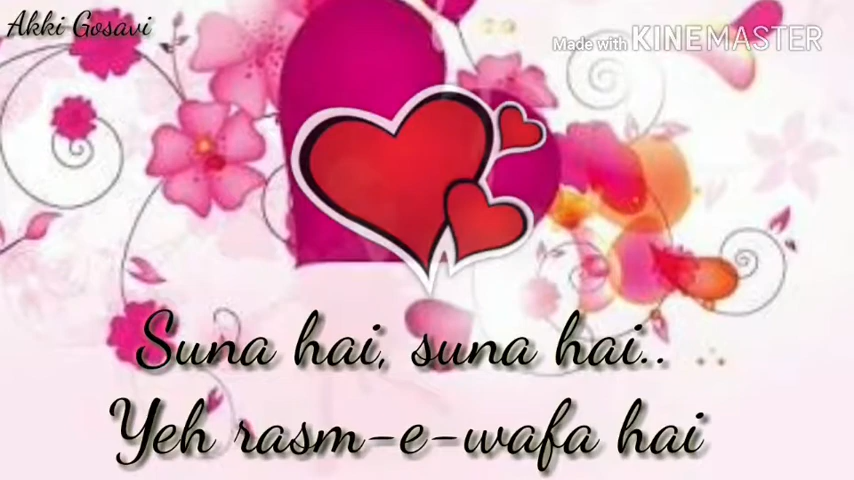 Akki Gosavi
Made with KINEMASTER
Suna hai, suna hai..
Yeh rasm-e-wafa hai